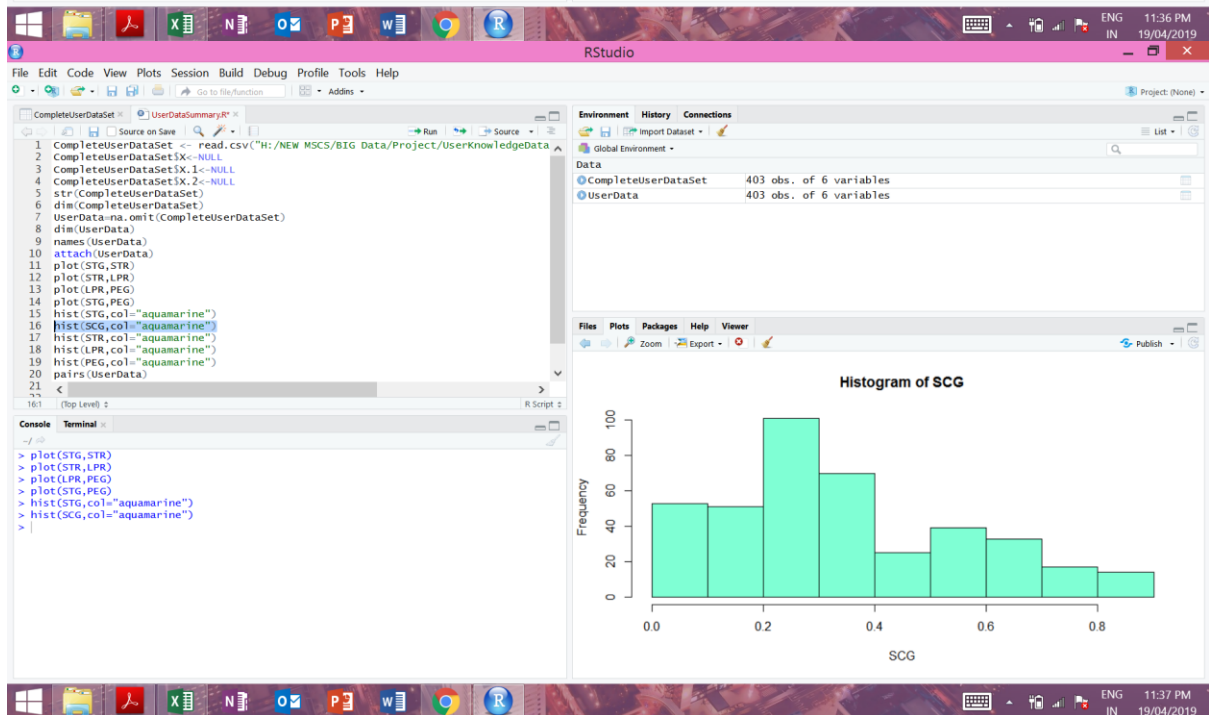 ENG 11:36 PM
IN 19/04/2019
RStudio
File Edit Code View Plots Session Build Debug Profile Tools Help
Go to file/function Addins
Project: (None)
CompleteUserDataSet UserDataSummary.R*
Source on Save Run Source
1 CompleteUserDataSet <- read.csv("H:/NEW MSCS/BIG Data/Project/UserKnowledgeData
2 CompleteUserDataSet$X<-NULL
3 CompleteUserDataSet$X.1<-NULL
4 CompleteUserDataSet$X.2<-NULL
5 str(CompleteUserDataSet)
6 dim(CompleteUserDataSet)
7 UserData=na.omit(CompleteUserDataSet)
8 dim(UserData)
9 names(UserData)
10 attach(UserData)
11 plot(STG,STR)
12 plot(STR,LPR)
13 plot(LPR,PEG)
14 plot(STG,PEG)
15 hist(STG,col="aquamarine")
16 hist(SCG,col="aquamarine")
17 hist(STR,col="aquamarine")
18 hist(LPR,col="aquamarine")
19 hist(PEG,col="aquamarine")
20 pairs(UserData)
21
16:1 (Top Level) R Script
Console Terminal
~/
> plot(STG,STR)
> plot(STR,LPR)
> plot(LPR,PEG)
> plot(STG,PEG)
> hist(STG,col="aquamarine")
> hist(SCG,col="aquamarine")
>
Environment History Connections
Import Dataset List
Global Environment
Data
CompleteUserDataSet 403 obs. of 6 variables
UserData 403 obs. of 6 variables
Files Plots Packages Help Viewer
Zoom Export Publish
Histogram of SCG
Frequency
100
80
60
40
20
0
0.0 0.2 0.4 0.6 0.8
SCG
ENG 11:37 PM
IN 19/04/2019